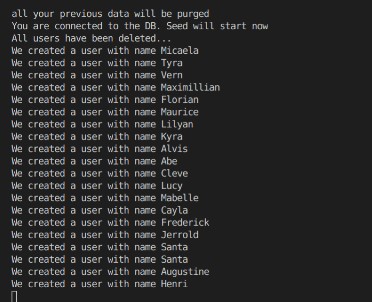 all your previous data will be purged
You are connected to the DB. Seed will start now
All users have been deleted...
We created a user with name Micaela
We created a user with name Tyra
We created a user with name Vern
We created a user with name Maximillian
We created a user with name Florian
We created a user with name Maurice
We created a user with name Lilyan
We created a user with name Kyra
We created a user with name Alvis
We created a user with name Abe
We created a user with name Cleve
We created a user with name Lucy
We created a user with name Mabelle
We created a user with name Cayla
We created a user with name Frederick
We created a user with name Jerrold
We created a user with name Santa
We created a user with name Santa
We created a user with name Augustine
We created a user with name Henri